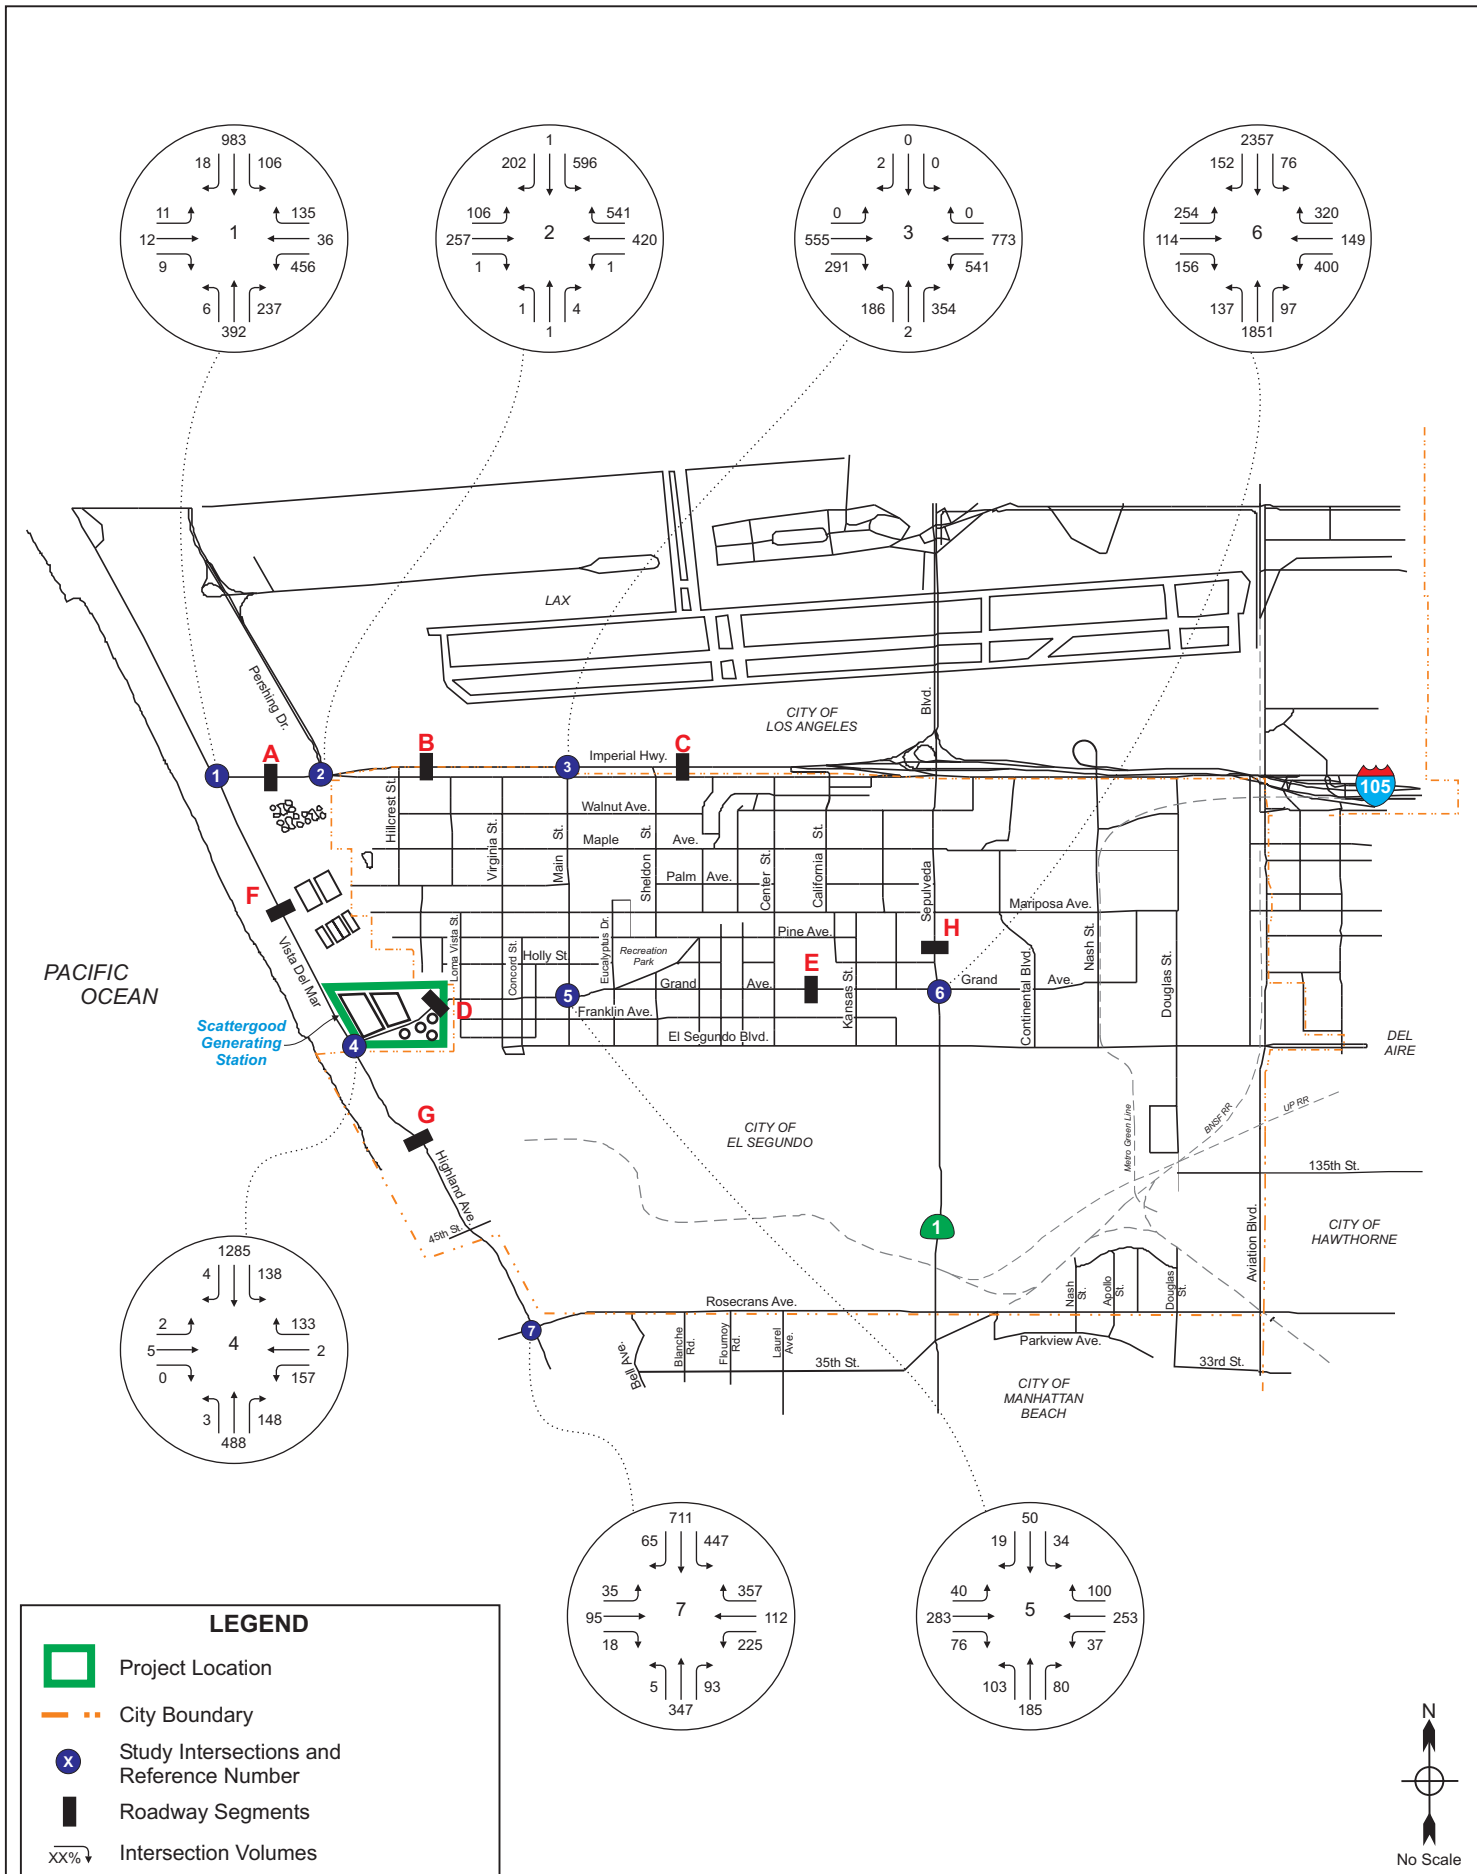 983
18
106
11
135
12
1
36
9
456
6
237
392
1
202
596
106
541
257
2
420
1
1
1
4
1
0
2
0
0
0
555
3
773
291
541
186
354
2
2357
152
76
254
320
114
6
149
156
400
137
97
1851
LAX
Pershing Dr.
CITY OF
LOS ANGELES
Blvd.
A
B
C
Imperial Hwy.
1
2
3
105
Hillcrest St.
Walnut Ave.
Virginia St.
Main St.
Maple Ave.
Sheldon St.
Center St.
California St.
Palm Ave.
Sepulveda
F
Mariposa Ave.
Vista Del Mar
Loma Vista St.
Concord St.
Holly St.
Eucalyptus Dr.
Recreation
Park
Pine Ave.
H
Nash St.
Douglas St.
Continental Blvd.
PACIFIC
OCEAN
E
Grand Ave.
Kansas St.
6
Grand Ave.
5
D
Franklin Ave.
Scattergood
Generating
Station
4
El Segundo Blvd.
DEL
AIRE
G
CITY OF
EL SEGUNDO
Metro Green Line
BNSF RR
UP RR
Highland Ave.
135th St.
45th St.
1
Aviation Blvd.
CITY OF
HAWTHORNE
1285
4
138
2
133
5
4
2
0
157
3
148
488
Rosecrans Ave.
Nash St.
Apollo St.
Douglas St.
7
Bell Ave.
Blanche Rd.
Flournoy Rd.
Laurel Ave.
35th St.
Parkview Ave.
33rd St.
CITY OF
MANHATTAN
BEACH
711
65
447
35
357
95
7
112
18
225
5
93
347
50
19
34
40
100
283
5
253
76
37
103
80
185
LEGEND
Project Location
City Boundary
X
Study Intersections and
Reference Number
Roadway Segments
XX%
Intersection Volumes
N
No Scale